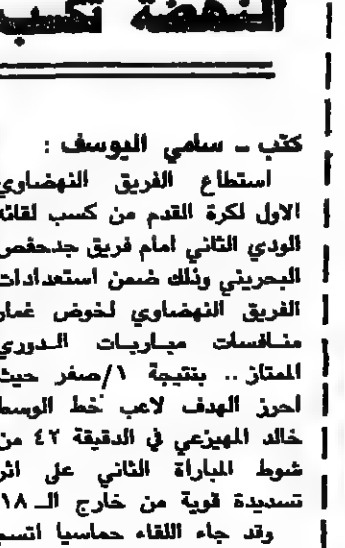 النهضة تكسب
كتب ــ سامي اليوسف :
استطاع الفريق النهضاوي
الاول لكرة القدم من كسب لقائه
الودي الثاني امام فريق جدحفص
البحريني وذلك ضمن استعدادات
الفريق النهضاوي لخوض غمار
منافسات مباريات الدوري
الممتاز .. بنتيجة ١/صفر حيث
احرز الهدف لاعب خط الوسط
خالد المهيزعي في الدقيقة ٤٢ من
شوط المباراة الثاني على اثر
تسديدة قوية من خارج الـ ١٨
وقد جاء اللقاء حماسيا اتسم